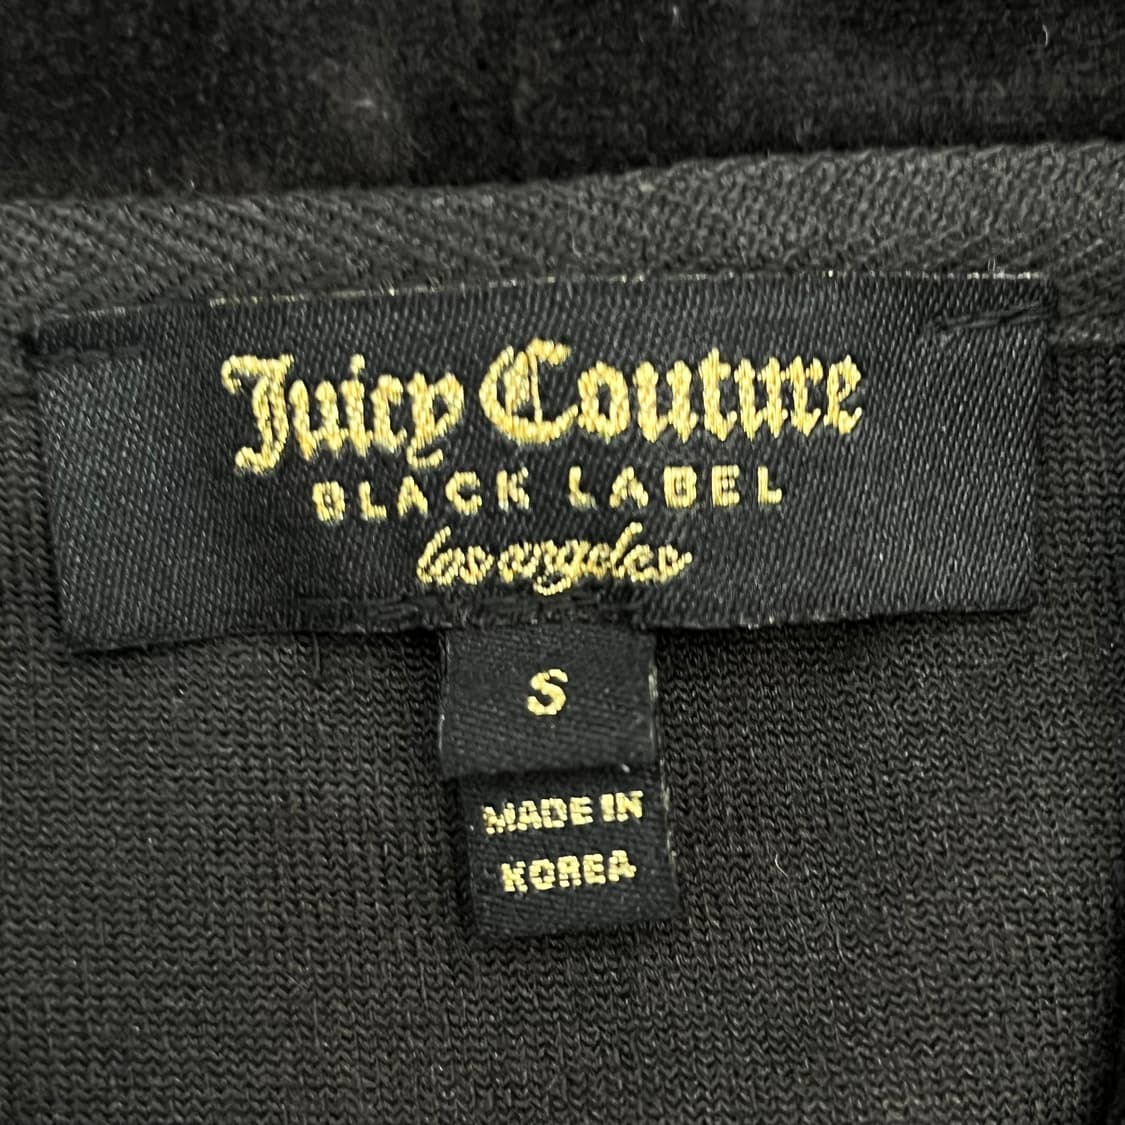 Juicy Couture
BLACK LABEL
los angeles
S
MADE IN
KOREA